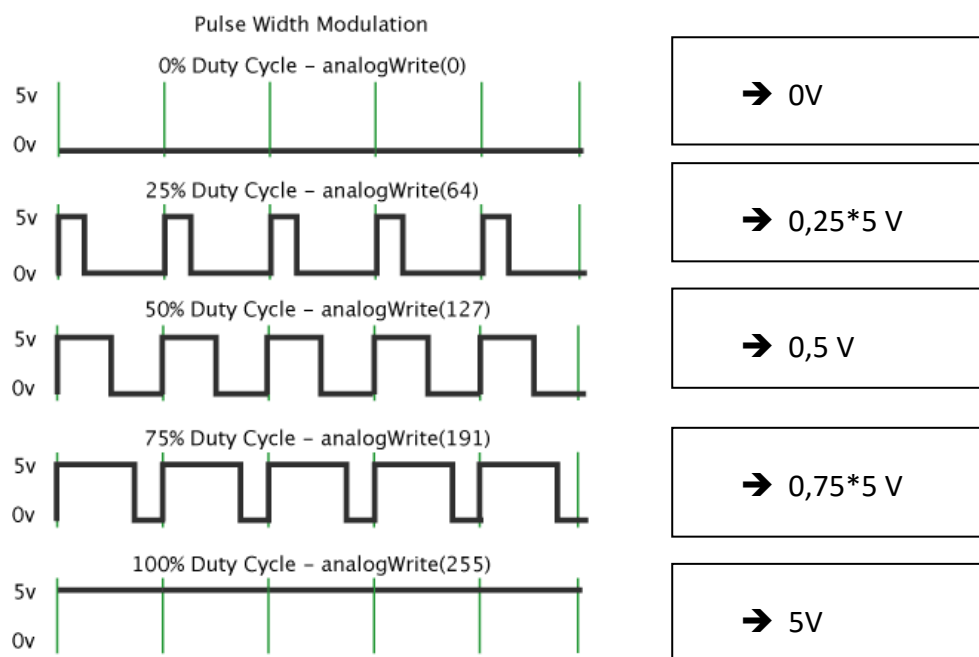 Pulse Width Modulation
0% Duty Cycle – analogWrite(0)
5v
0v
➔ 0V
25% Duty Cycle – analogWrite(64)
5v
0v
➔ 0,25*5 V
50% Duty Cycle – analogWrite(127)
5v
0v
➔ 0,5 V
75% Duty Cycle – analogWrite(191)
5v
0v
➔ 0,75*5 V
100% Duty Cycle – analogWrite(255)
5v
0v
➔ 5V